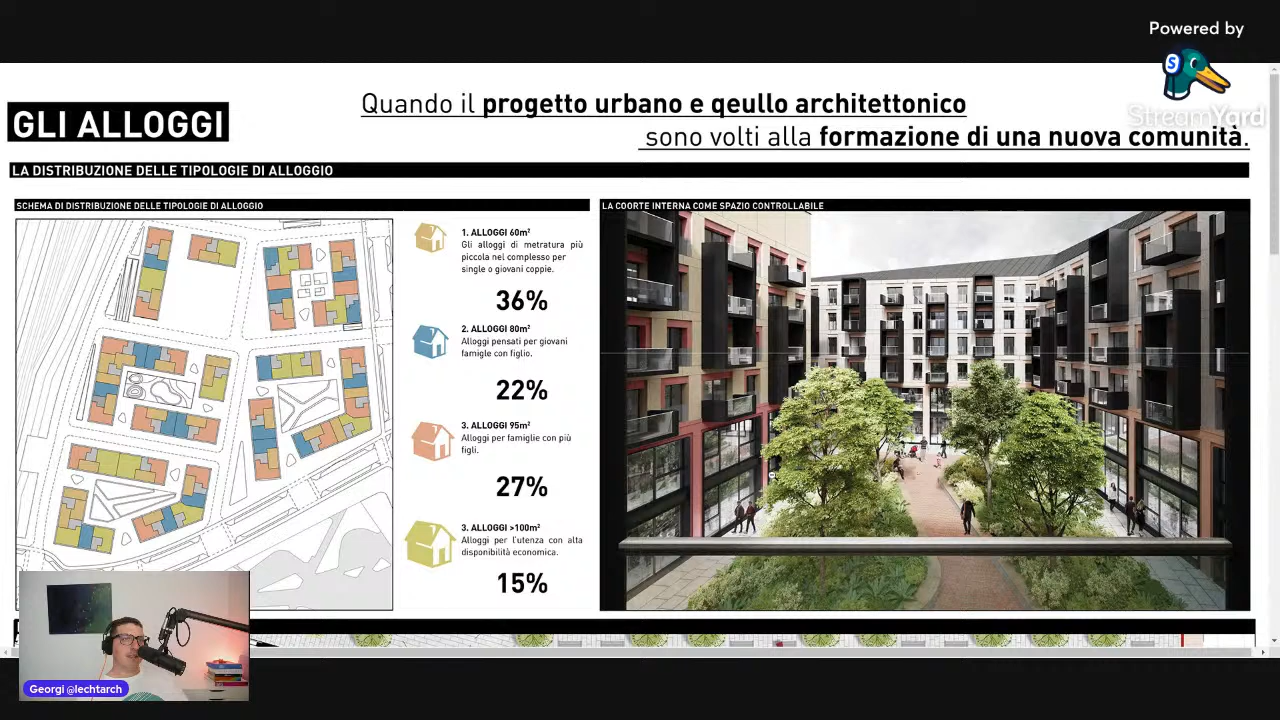 Powered by
S
StreamYard
GLI ALLOGGI
Quando il progetto urbano e qeullo architettonico
sono volti alla formazione di una nuova comunità.
LA DISTRIBUZIONE DELLE TIPOLOGIE DI ALLOGGIO
SCHEMA DI DISTRIBUZIONE DELLE TIPOLOGIE DI ALLOGGIO
1. ALLOGGI 60m²
Gli alloggi di metratura più
piccola nel complesso per
single o giovani coppie.
36%
2. ALLOGGI 80m²
Alloggi pensati per giovani
famigle con figlio.
22%
3. ALLOGGI 95m²
Alloggi per famiglie con più
figli.
27%
3. ALLOGGI >100m²
Alloggi per l'utenza con alta
disponibilità economica.
15%
LA COORTE INTERNA COME SPAZIO CONTROLLABILE
Georgi @lechtarch